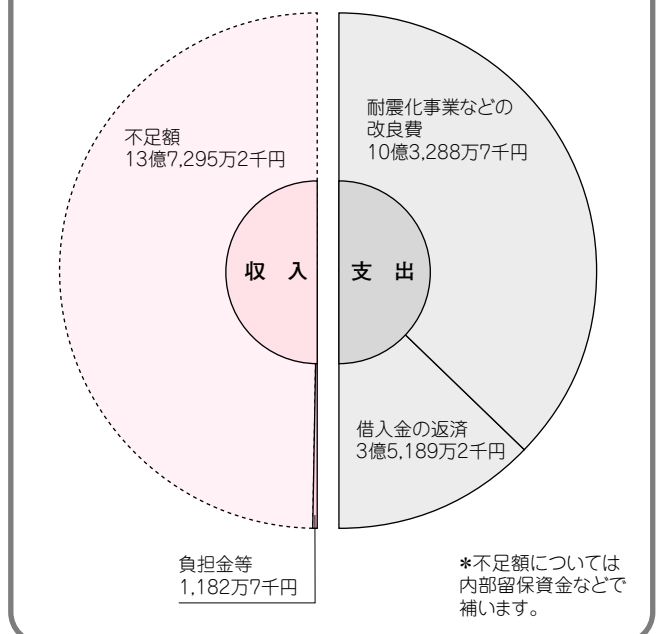 不足額
13億7,295万2千円
収 入
負担金等
1,182万7千円
支 出
耐震化事業などの
改良費
10億3,288万7千円
借入金の返済
3億5,189万2千円
*不足額については
内部留保資金などで
補います。